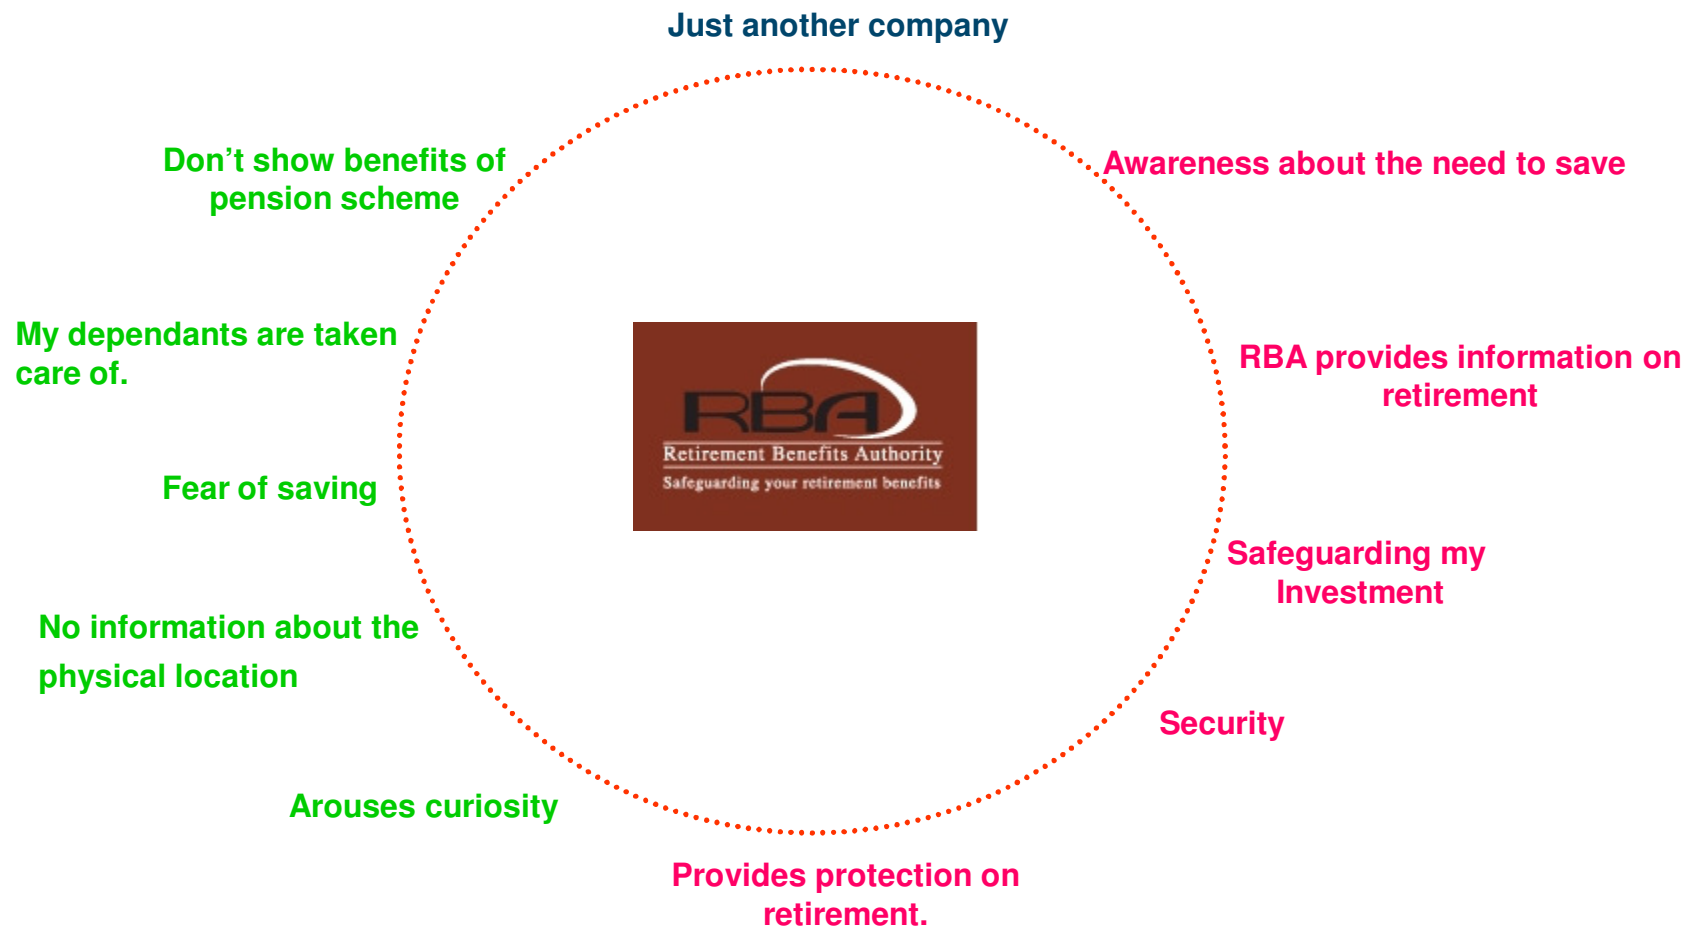 Just another company
Don’t show benefits of
pension scheme
Awareness about the need to save
My dependants are taken
care of.
RBA provides information on
retirement
RBA
Retirement Benefits Authority
Safeguarding your retirement benefits
Fear of saving
Safeguarding my
Investment
No information about the
physical location
Security
Arouses curiosity
Provides protection on
retirement.